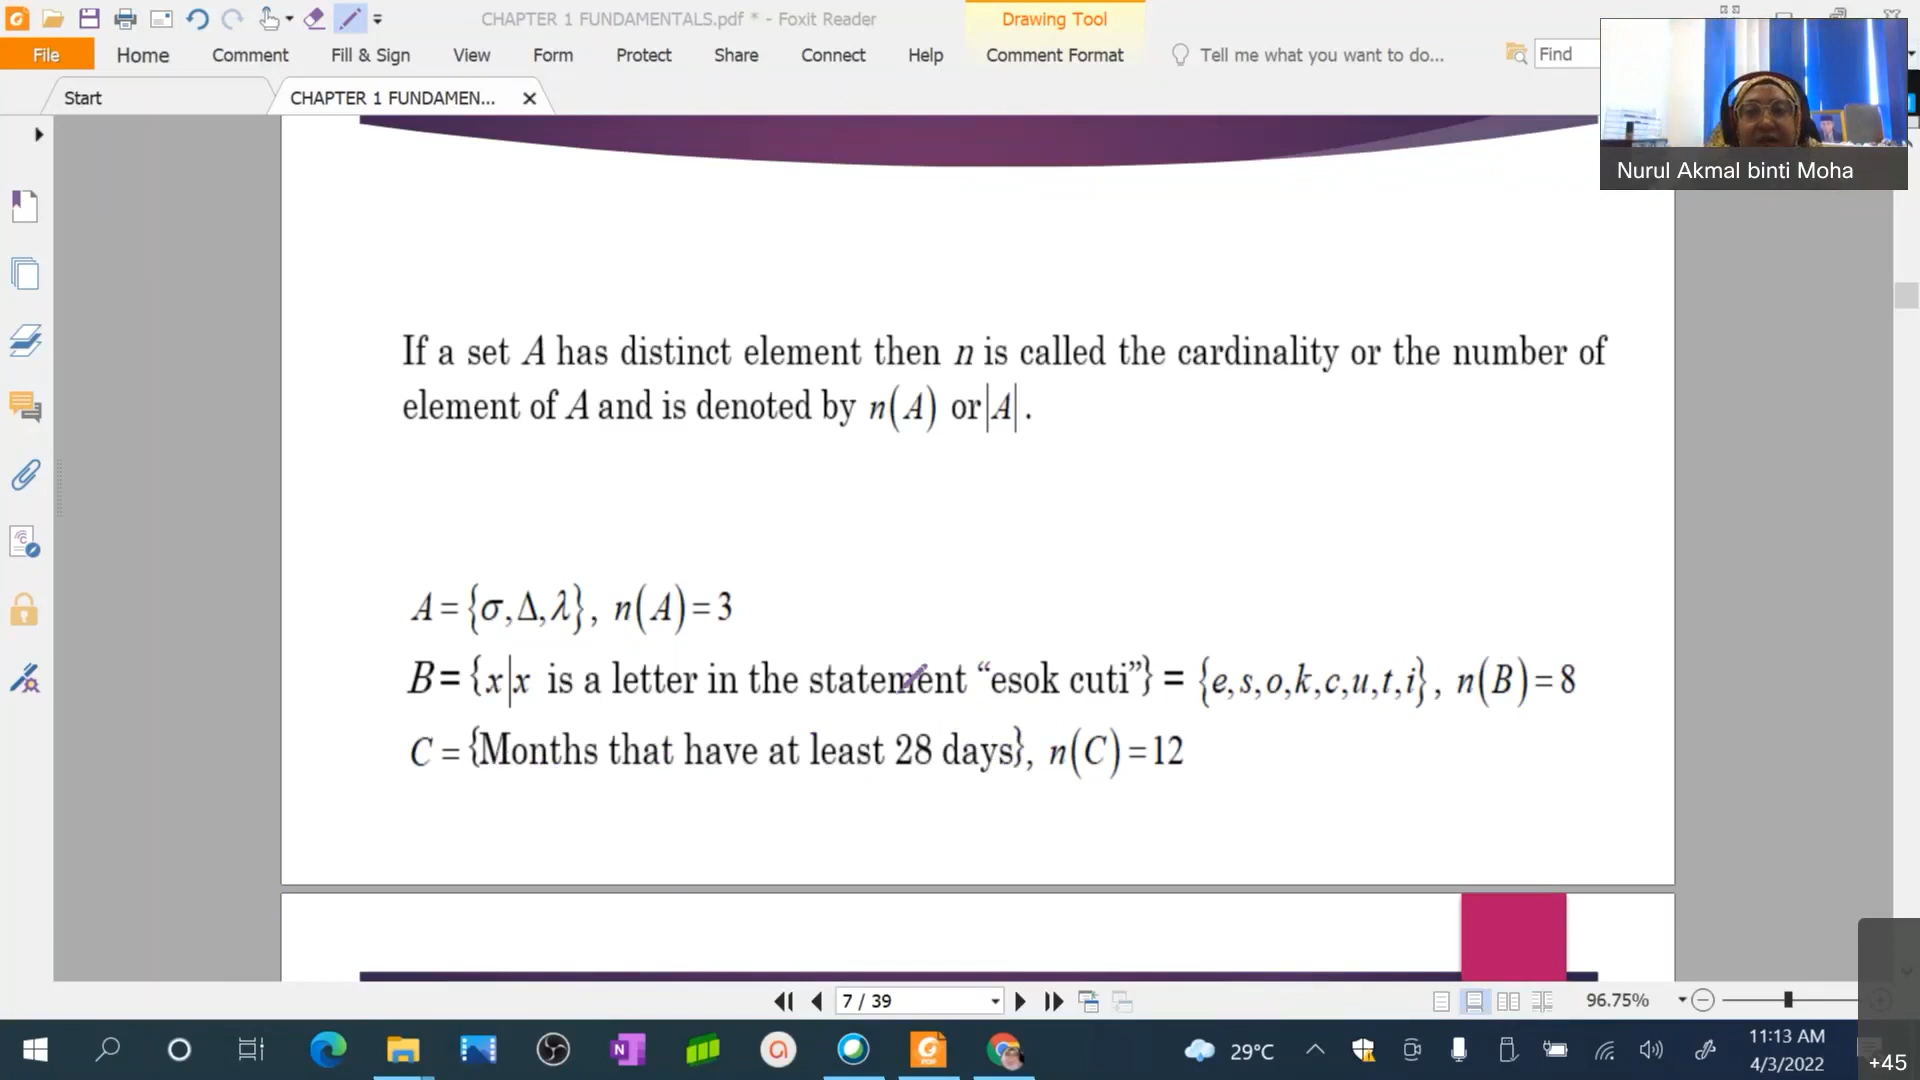 CHAPTER 1 FUNDAMENTALS.pdf * - Foxit Reader
Drawing Tool
File Home Comment Fill & Sign View Form Protect Share Connect Help Comment Format Tell me what you want to do... Find
Start CHAPTER 1 FUNDAMEN...
Nurul Akmal binti Moha
If a set A has distinct element then n is called the cardinality or the number of
element of A and is denoted by n(A) or |A|.
A = {σ, Δ, λ}, n(A) = 3
B = {x|x is a letter in the statement “esok cuti”} = {e, s, o, k, c, u, t, i}, n(B) = 8
C = {Months that have at least 28 days}, n(C) = 12
7 / 39
96.75%
29°C
11:13 AM
4/3/2022
+45